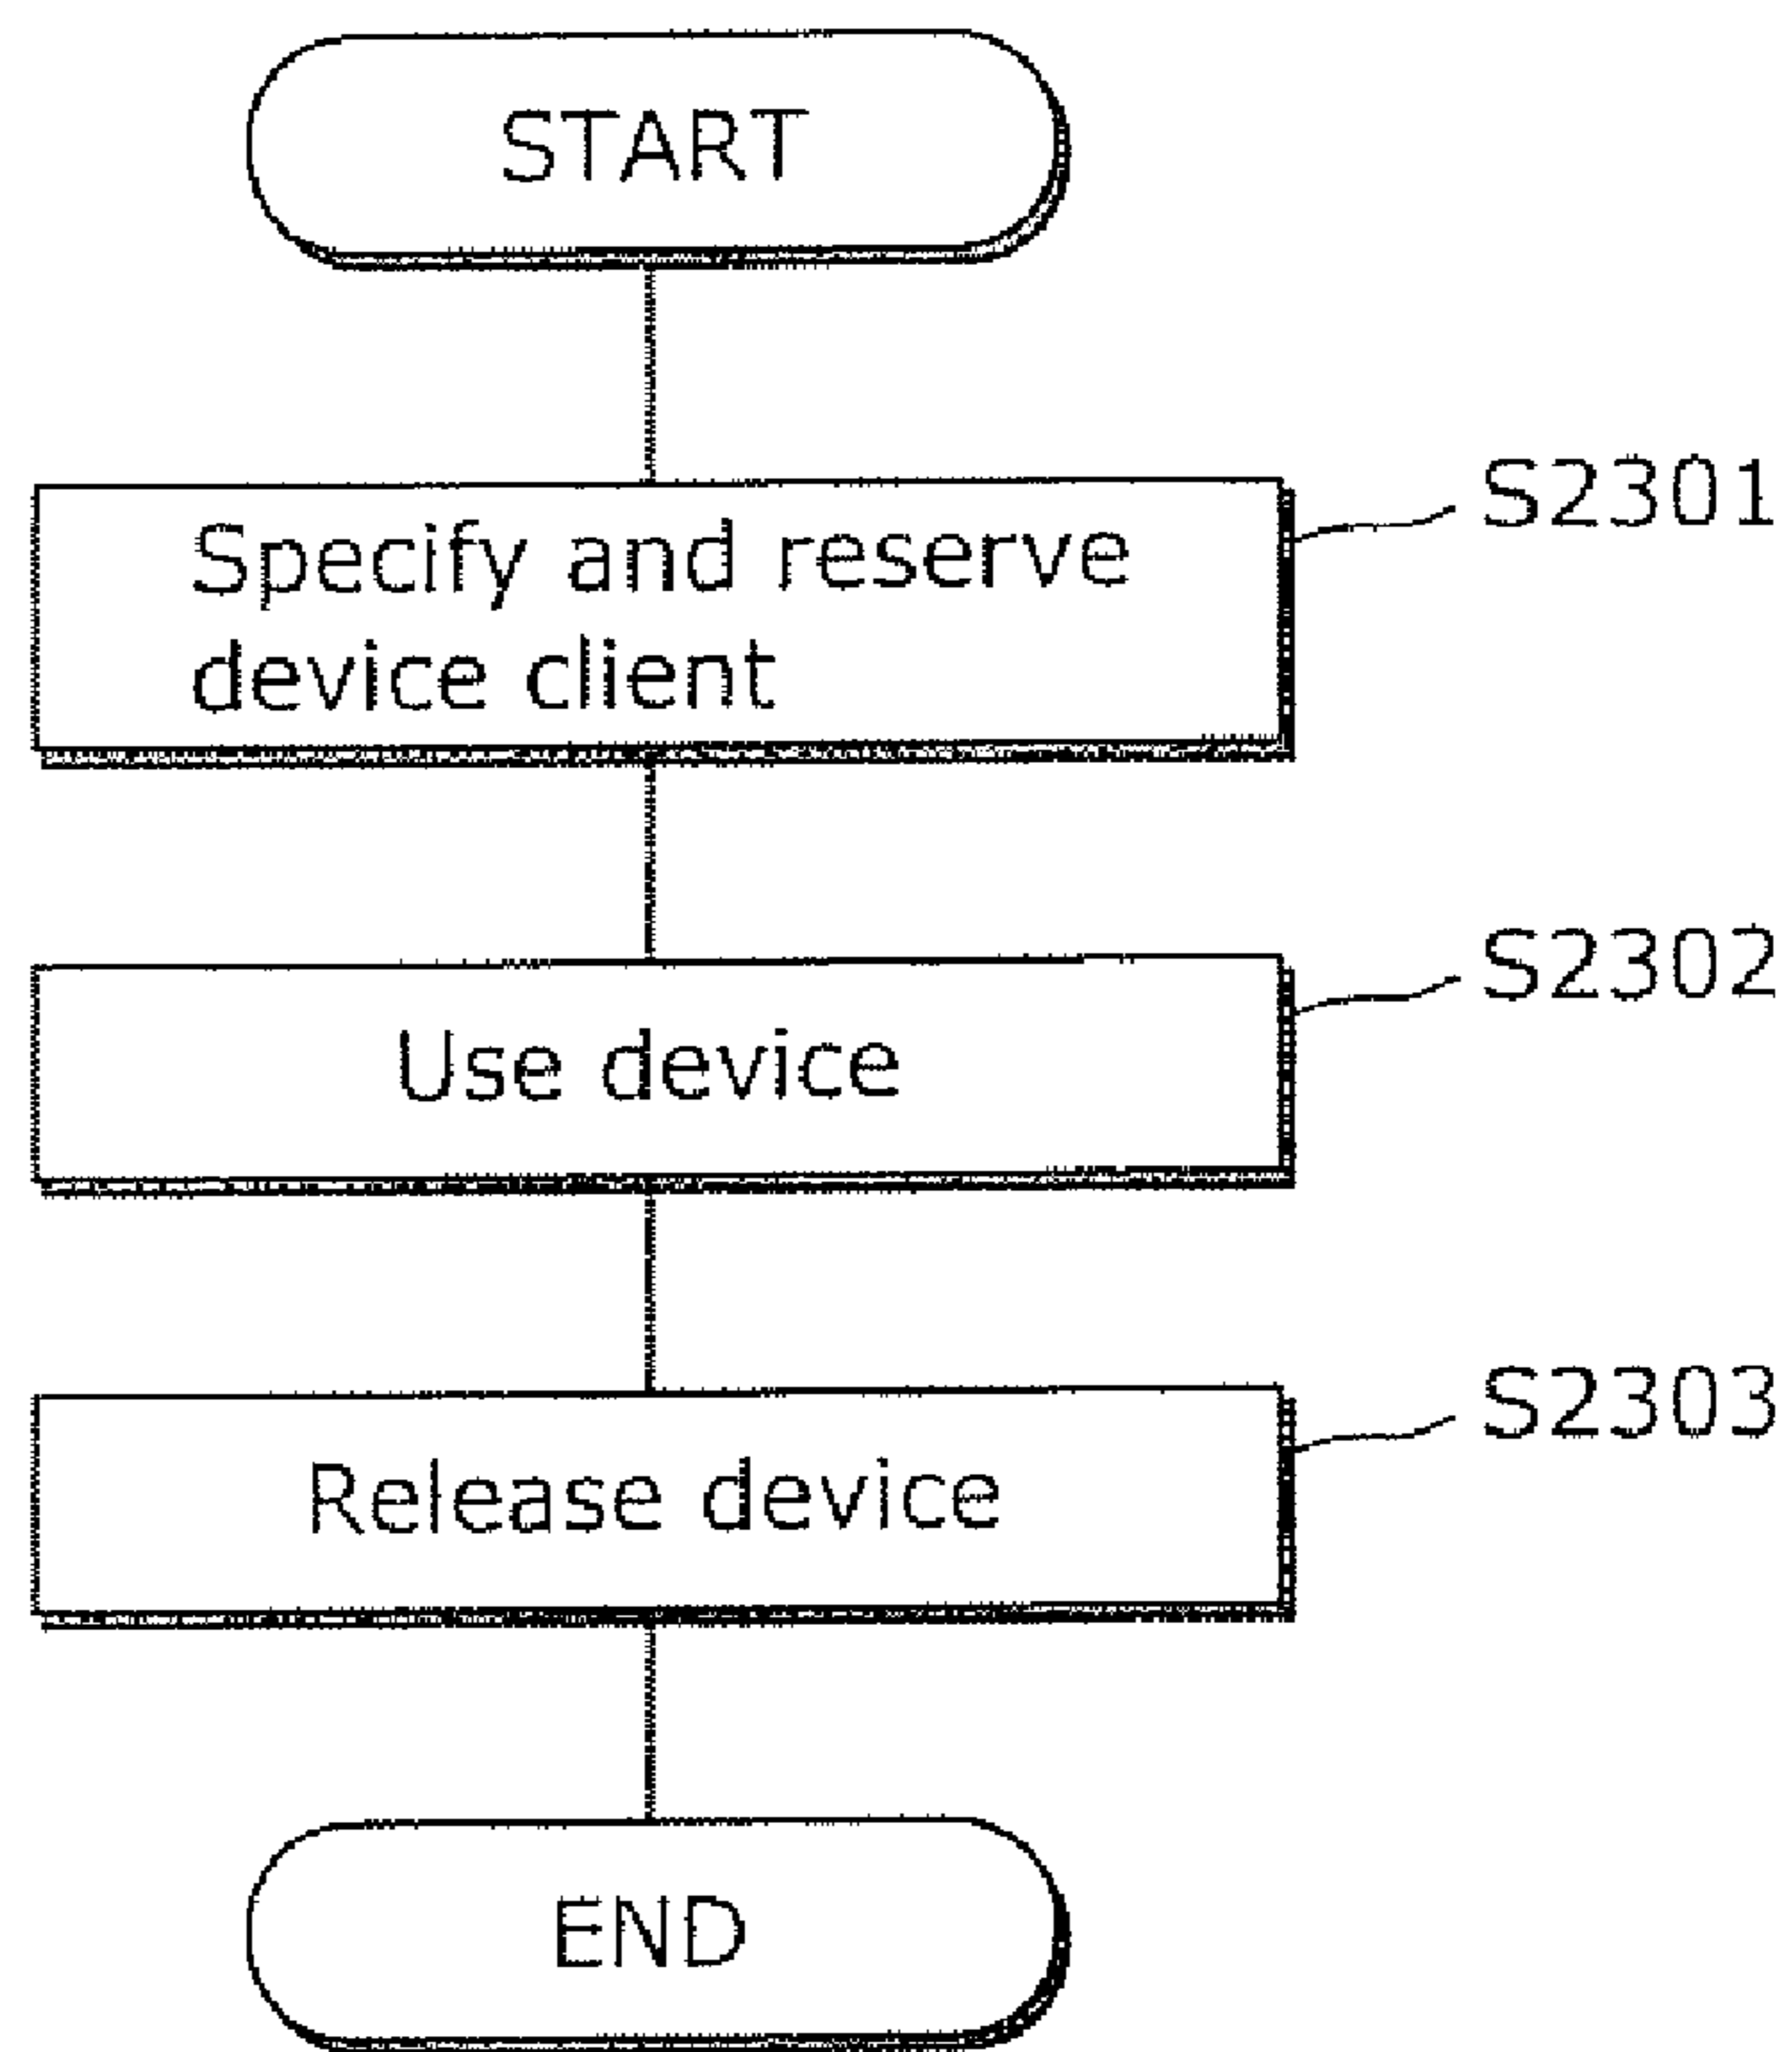 START
S2301
Specify and reserve
device client
S2302
Use device
S2303
Release device
END